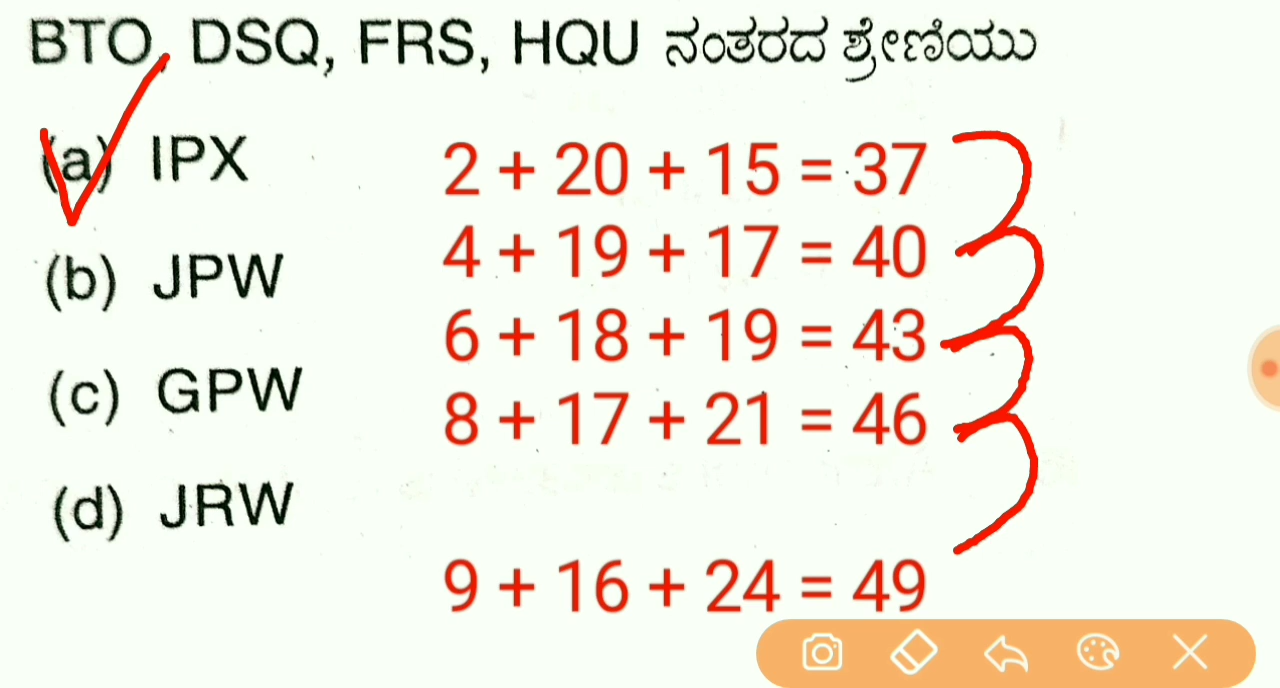 BTO, DSQ, FRS, HQU ನಂತರದ ಶ್ರೇಣಿಯು
(a) IPX
(b) JPW
(c) GPW
(d) JRW
2 + 20 + 15 = 37
4 + 19 + 17 = 40
6 + 18 + 19 = 43
8 + 17 + 21 = 46
9 + 16 + 24 = 49